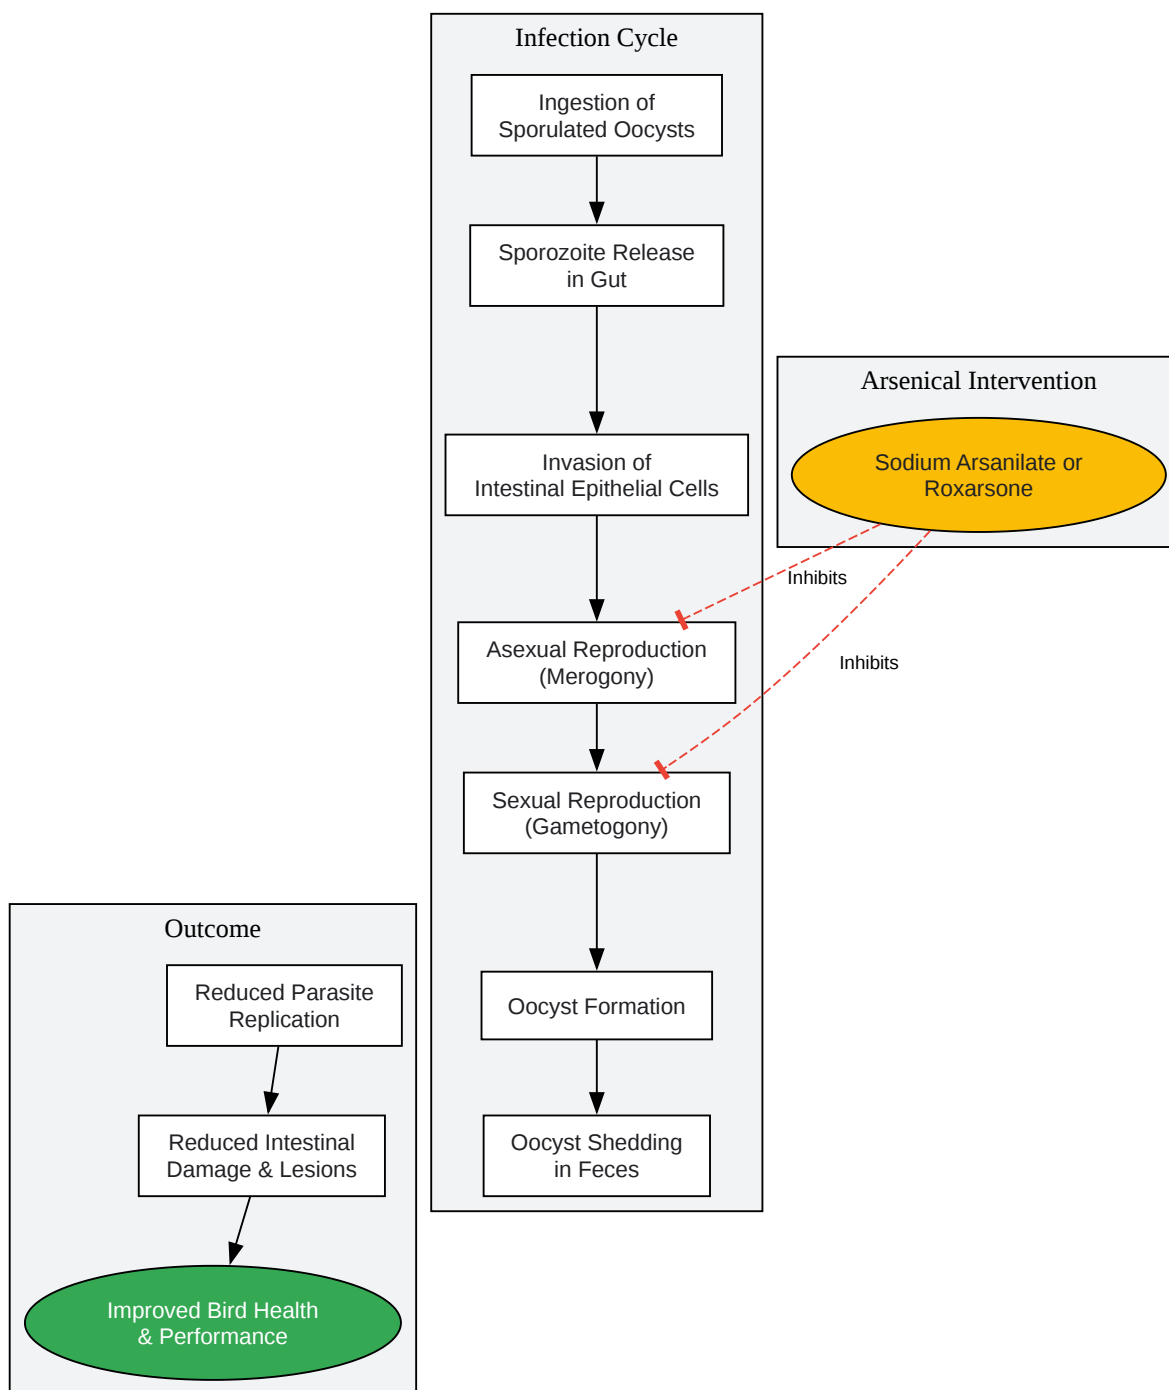 Infection Cycle
Ingestion of
Sporulated Oocysts
Sporozoite Release
in Gut
Invasion of
Intestinal Epithelial Cells
Asexual Reproduction
(Merogony)
Sexual Reproduction
(Gametogony)
Oocyst Formation
Oocyst Shedding
in Feces
Arsenical Intervention
Sodium Arsanilate or
Roxarsone
Inhibits
Inhibits
Outcome
Reduced Parasite
Replication
Reduced Intestinal
Damage & Lesions
Improved Bird Health
& Performance